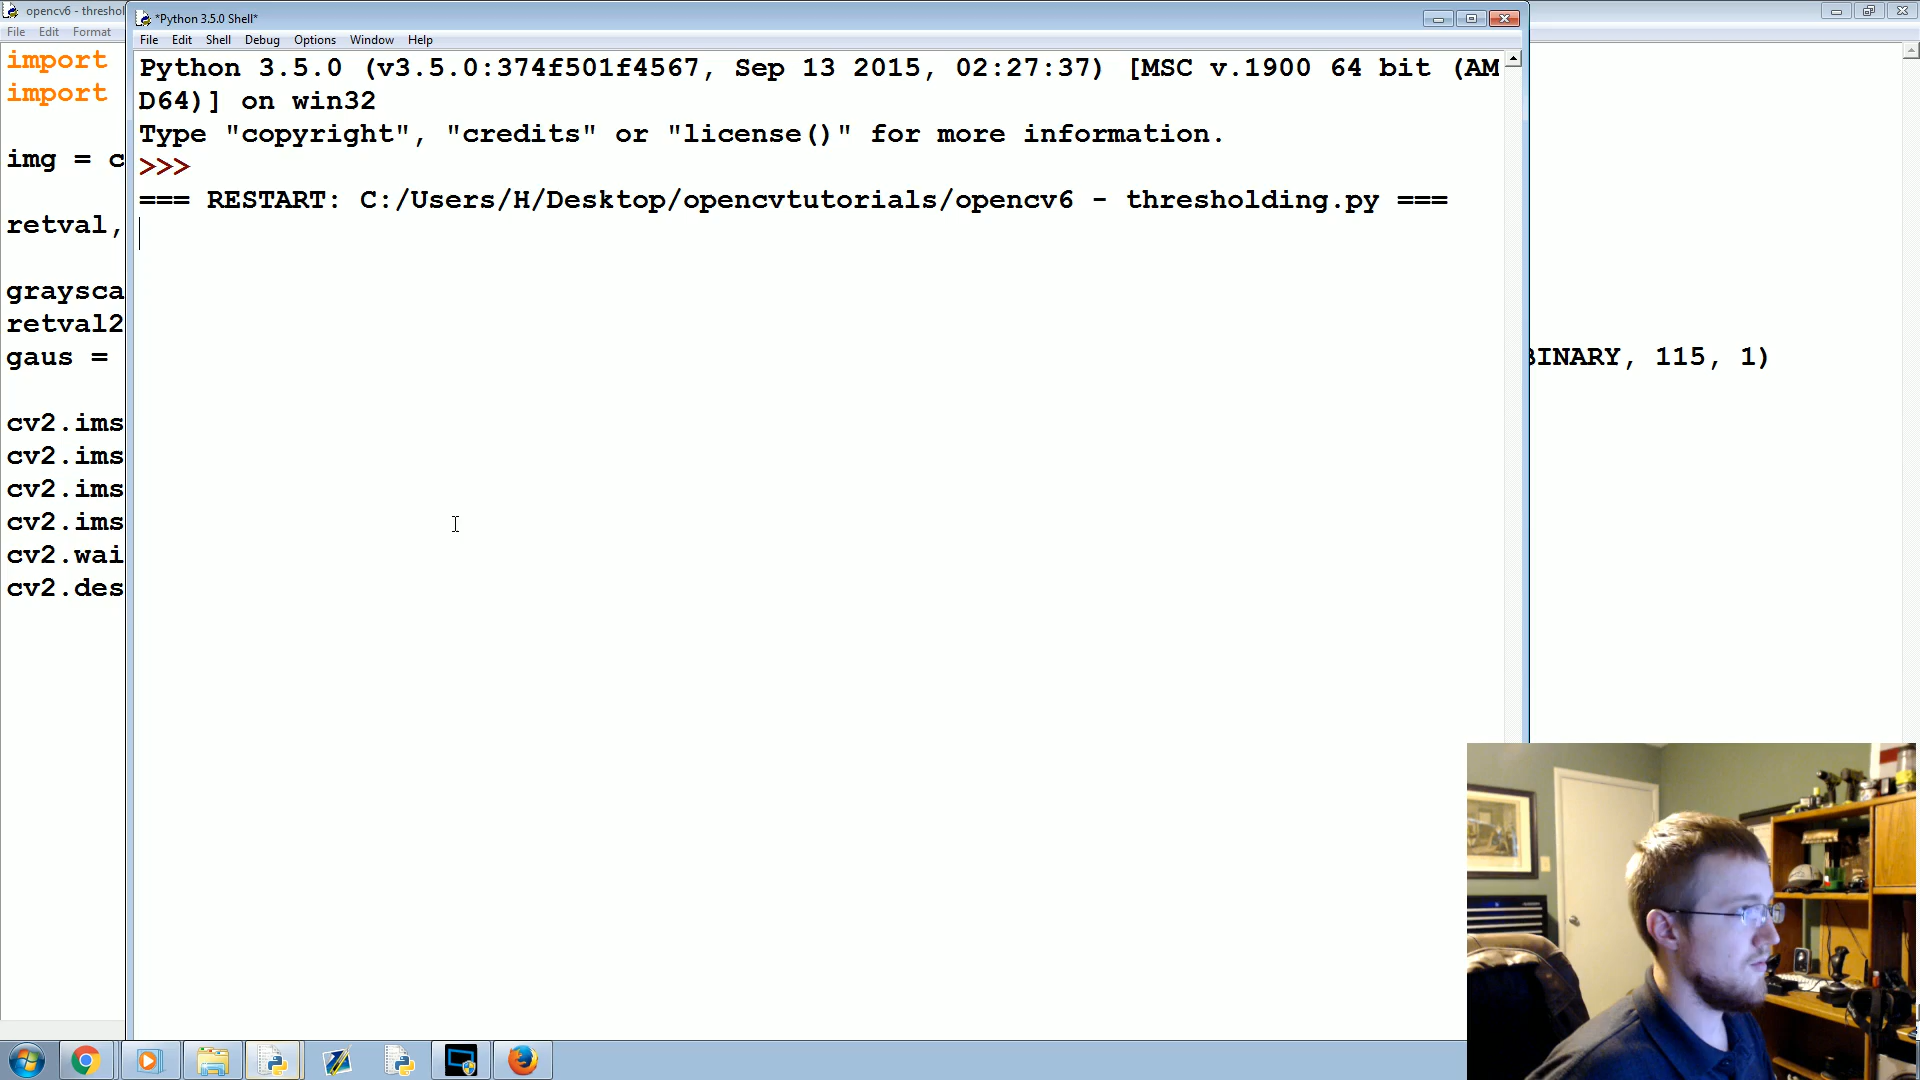 opencv6 - threshol
File Edit Format
import
import
img = c
retval,
graysca
retval2
gaus =
cv2.ims
cv2.ims
cv2.ims
cv2.ims
cv2.wai
cv2.des
*Python 3.5.0 Shell*
File Edit Shell Debug Options Window Help
Python 3.5.0 (v3.5.0:374f501f4567, Sep 13 2015, 02:27:37) [MSC v.1900 64 bit (AM
D64)] on win32
Type "copyright", "credits" or "license()" for more information.
>>>
=== RESTART: C:/Users/H/Desktop/opencvtutorials/opencv6 - thresholding.py ===
BINARY, 115, 1)